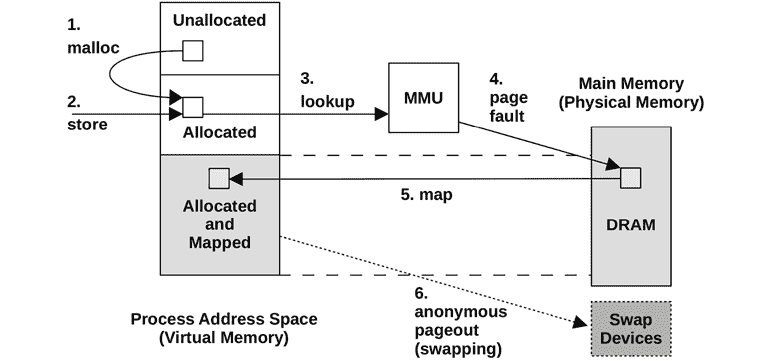 1.
malloc
Unallocated
2.
store
Allocated
3.
lookup
MMU
4.
page
fault
Main Memory
(Physical Memory)
5. map
Allocated
and
Mapped
DRAM
6.
anonymous
pageout
(swapping)
Swap
Devices
Process Address Space
(Virtual Memory)